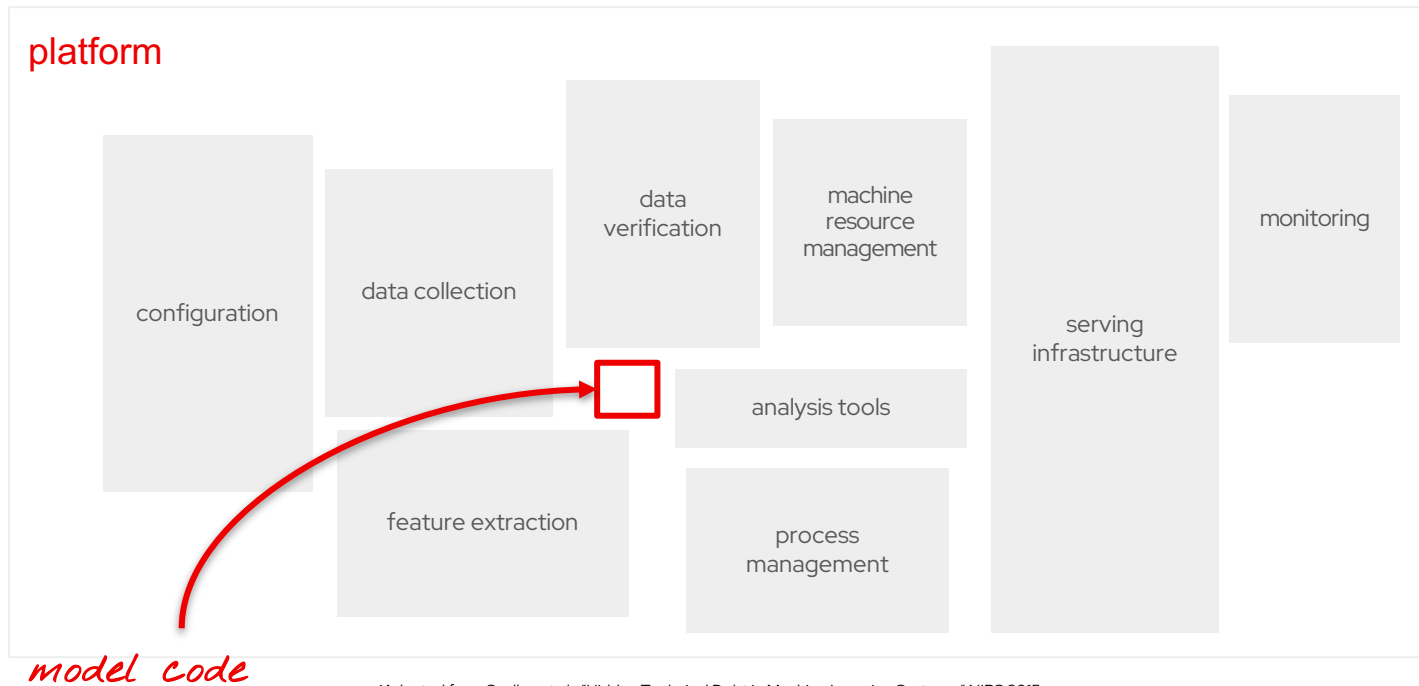 platform
configuration
data collection
data
verification
machine
resource
management
serving
infrastructure
monitoring
analysis tools
feature extraction
process
management
model code